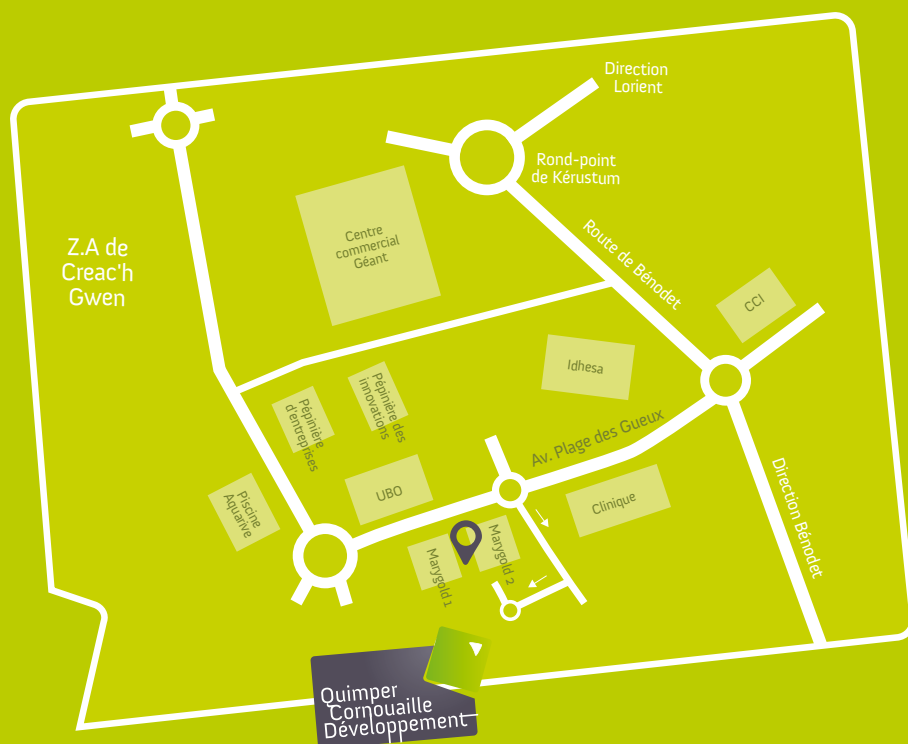 Direction
Lorient
Rond-point
de Kérustum
Z.A de
Creac'h
Gwen
Centre
commercial
Géant
Route de Bénodet
CCI
Idhesa
Pépinière des
innovations
Pépinière
d'entreprises
Av. Plage des Gueux
UBO
Clinique
Piscine
Aquarive
Marygold 1
Marygold 2
Direction Bénodet
Quimper
Cornouaille
Développement